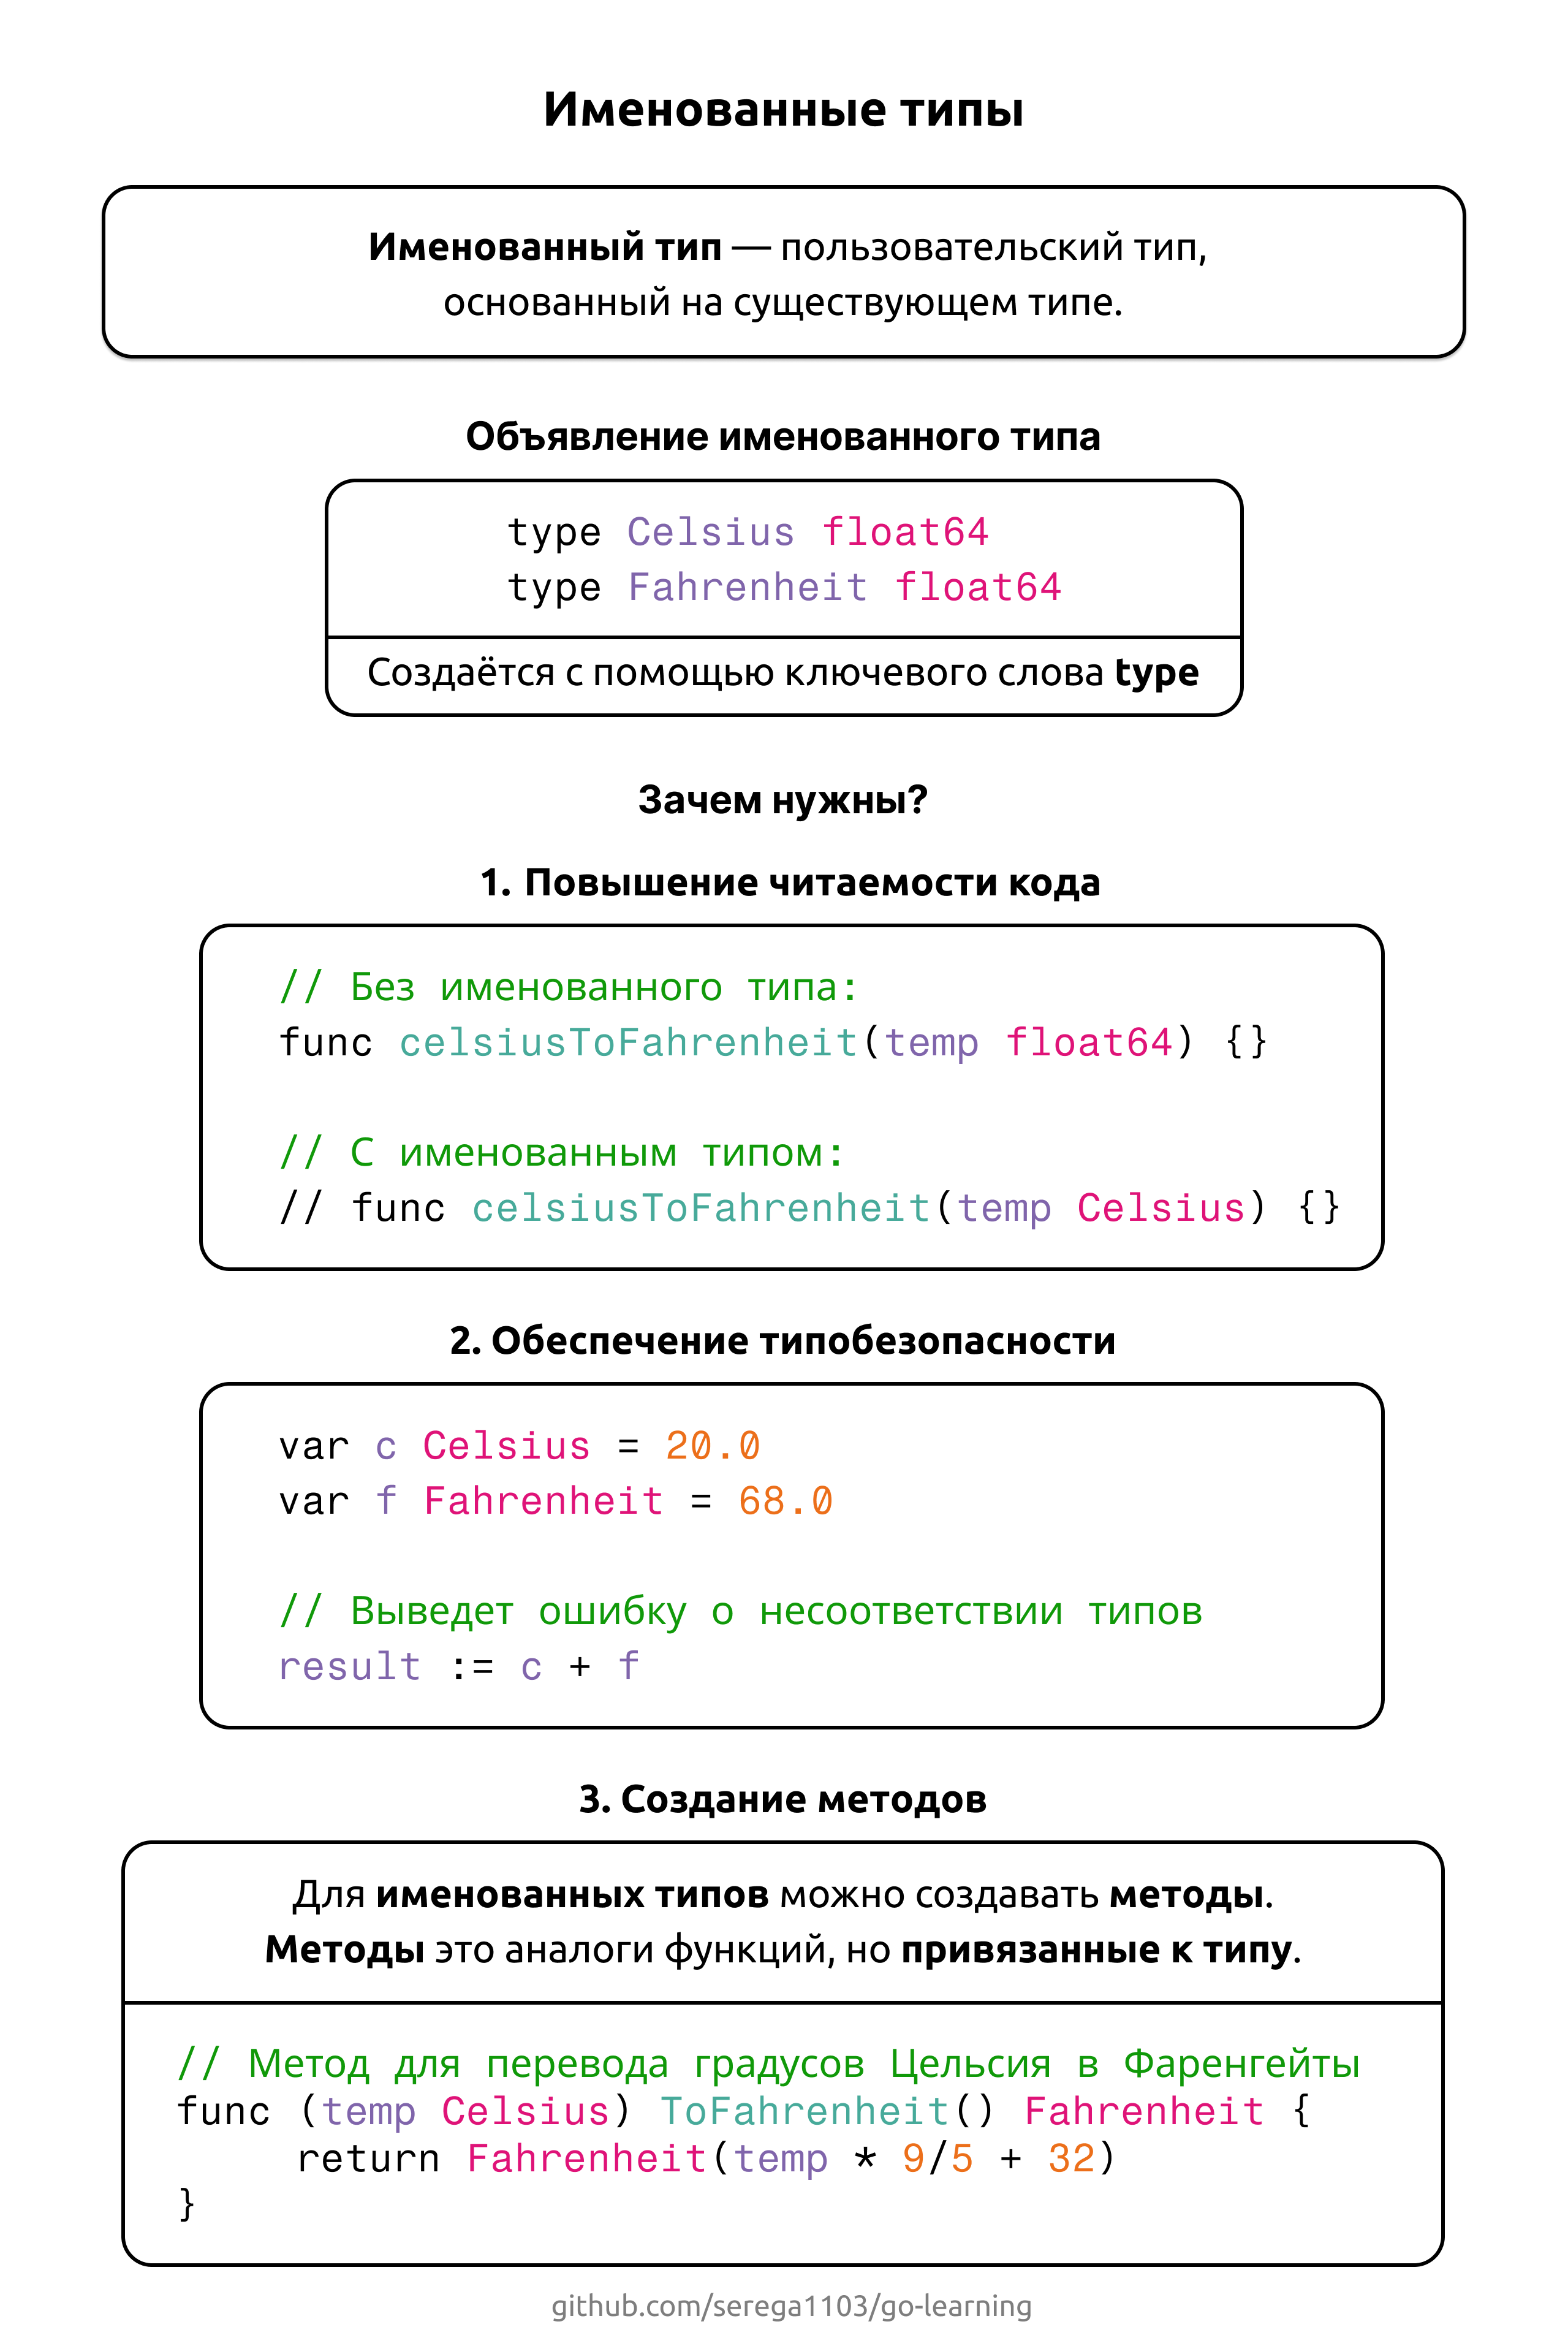 Именованные типы
Именованный тип — пользовательский тип,
основанный на существующем типе.
Объявление именованного типа
type Celsius float64
type Fahrenheit float64
Создаётся с помощью ключевого слова type
Зачем нужны?
1. Повышение читаемости кода
// Без именованного типа:
func celsiusToFahrenheit(temp float64) {}
// С именованным типом:
// func celsiusToFahrenheit(temp Celsius) {}
2. Обеспечение типобезопасности
var c Celsius = 20.0
var f Fahrenheit = 68.0
// Выведет ошибку о несоответствии типов
result := c + f
3. Создание методов
Для именованных типов можно создавать методы.
Методы это аналоги функций, но привязанные к типу.
// Метод для перевода градусов Цельсия в Фаренгейты
func (temp Celsius) ToFahrenheit() Fahrenheit {
return Fahrenheit(temp * 9/5 + 32)
}
github.com/serega1103/go-learning